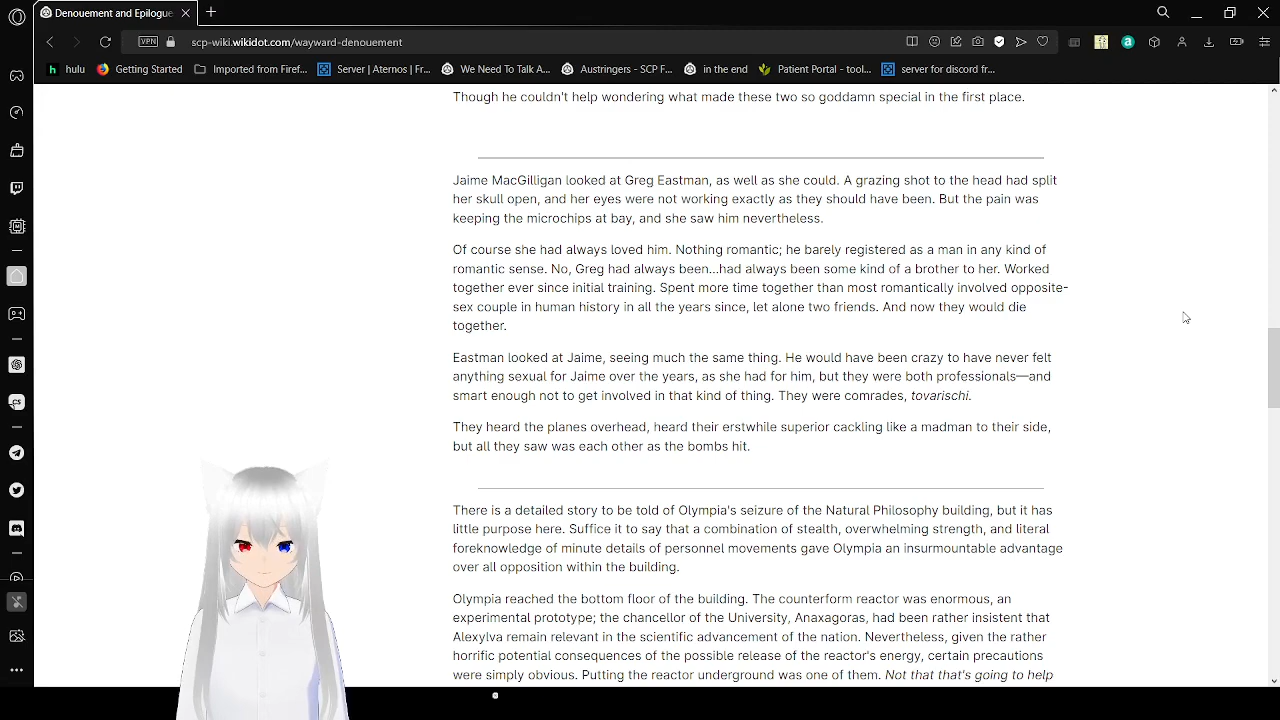 Denouement and Epilogue
scp-wiki.wikidot.com/wayward-denouement
VPN
hulu
Getting Started
Imported from Firef...
Server | Aternos | Fr...
We Need To Talk A...
Austringers - SCP F...
in the end
Patient Portal - tool...
server for discord fr...
Though he couldn't help wondering what made these two so goddamn special in the first place.
Jaime MacGilligan looked at Greg Eastman, as well as she could. A grazing shot to the head had split
her skull open, and her eyes were not working exactly as they should have been. But the pain was
keeping the microchips at bay, and she saw him nevertheless.
Of course she had always loved him. Nothing romantic; he barely registered as a man in any kind of
romantic sense. No, Greg had always been...had always been some kind of a brother to her. Worked
together ever since initial training. Spent more time together than most romantically involved opposite-
sex couple in human history in all the years since, let alone two friends. And now they would die
together.
Eastman looked at Jaime, seeing much the same thing. He would have been crazy to have never felt
anything sexual for Jaime over the years, as she had for him, but they were both professionals—and
smart enough not to get involved in that kind of thing. They were comrades, tovarischi.
They heard the planes overhead, heard their erstwhile superior cackling like a madman to their side,
but all they saw was each other as the bombs hit.
There is a detailed story to be told of Olympia's seizure of the Natural Philosophy building, but it has
little purpose here. Suffice it to say that a combination of stealth, overwhelming strength, and literal
foreknowledge of minute details of personnel movements gave Olympia an insurmountable advantage
over all opposition within the building.
Olympia reached the bottom floor of the building. The counterform reactor was enormous, an
experimental prototype; the chancellor of the University, Anaxagoras, had been rather insistent that
Alexylva remain relevant in the scientific advancement of the nation. Nevertheless, given the rather
horrific potential consequences of the possible release of the reactor's energy, certain precautions
were simply obvious. Putting the reactor underground was one of them. Not that that's going to help